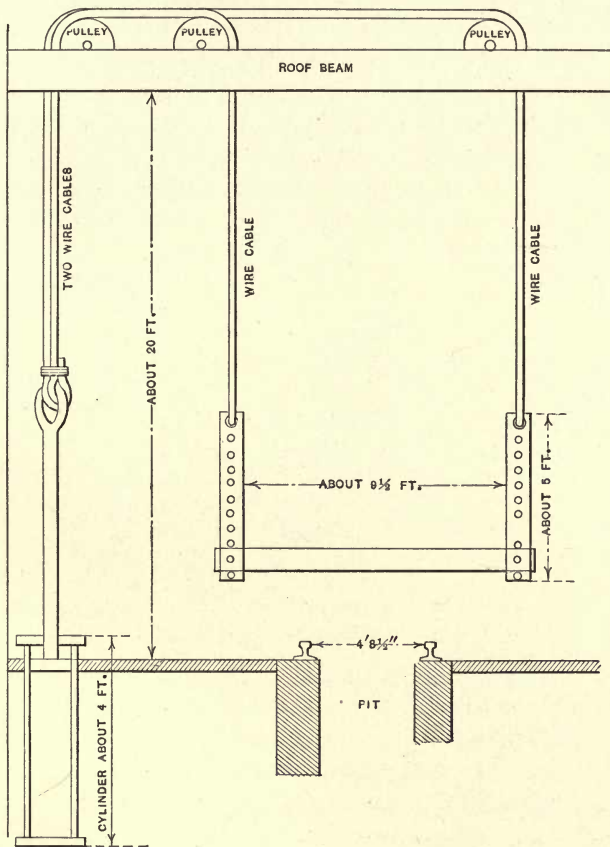 PULLEY
PULLEY
PULLEY
ROOF BEAM
TWO WIRE CABLES
ABOUT 20 FT.
WIRE CABLE
WIRE CABLE
ABOUT 9½ FT.
ABOUT 5 FT.
4'8½"
PIT
CYLINDER ABOUT 4 FT.